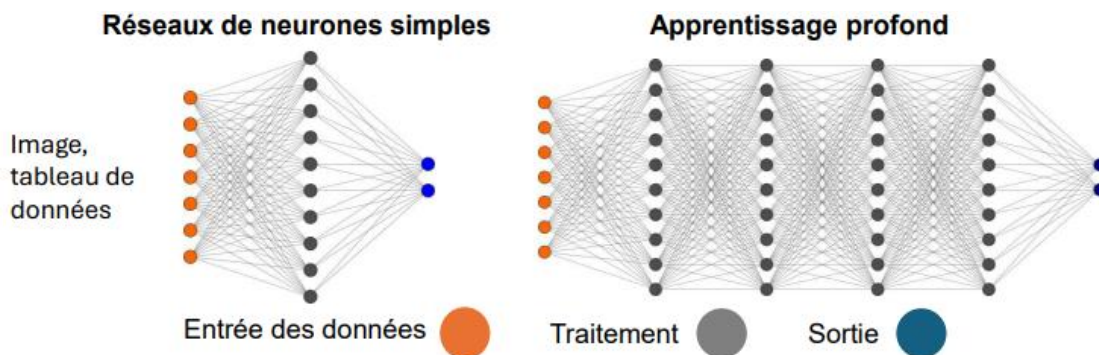 Réseaux de neurones simples
Apprentissage profond
Image,
tableau de
données
Entrée des données
Traitement
Sortie